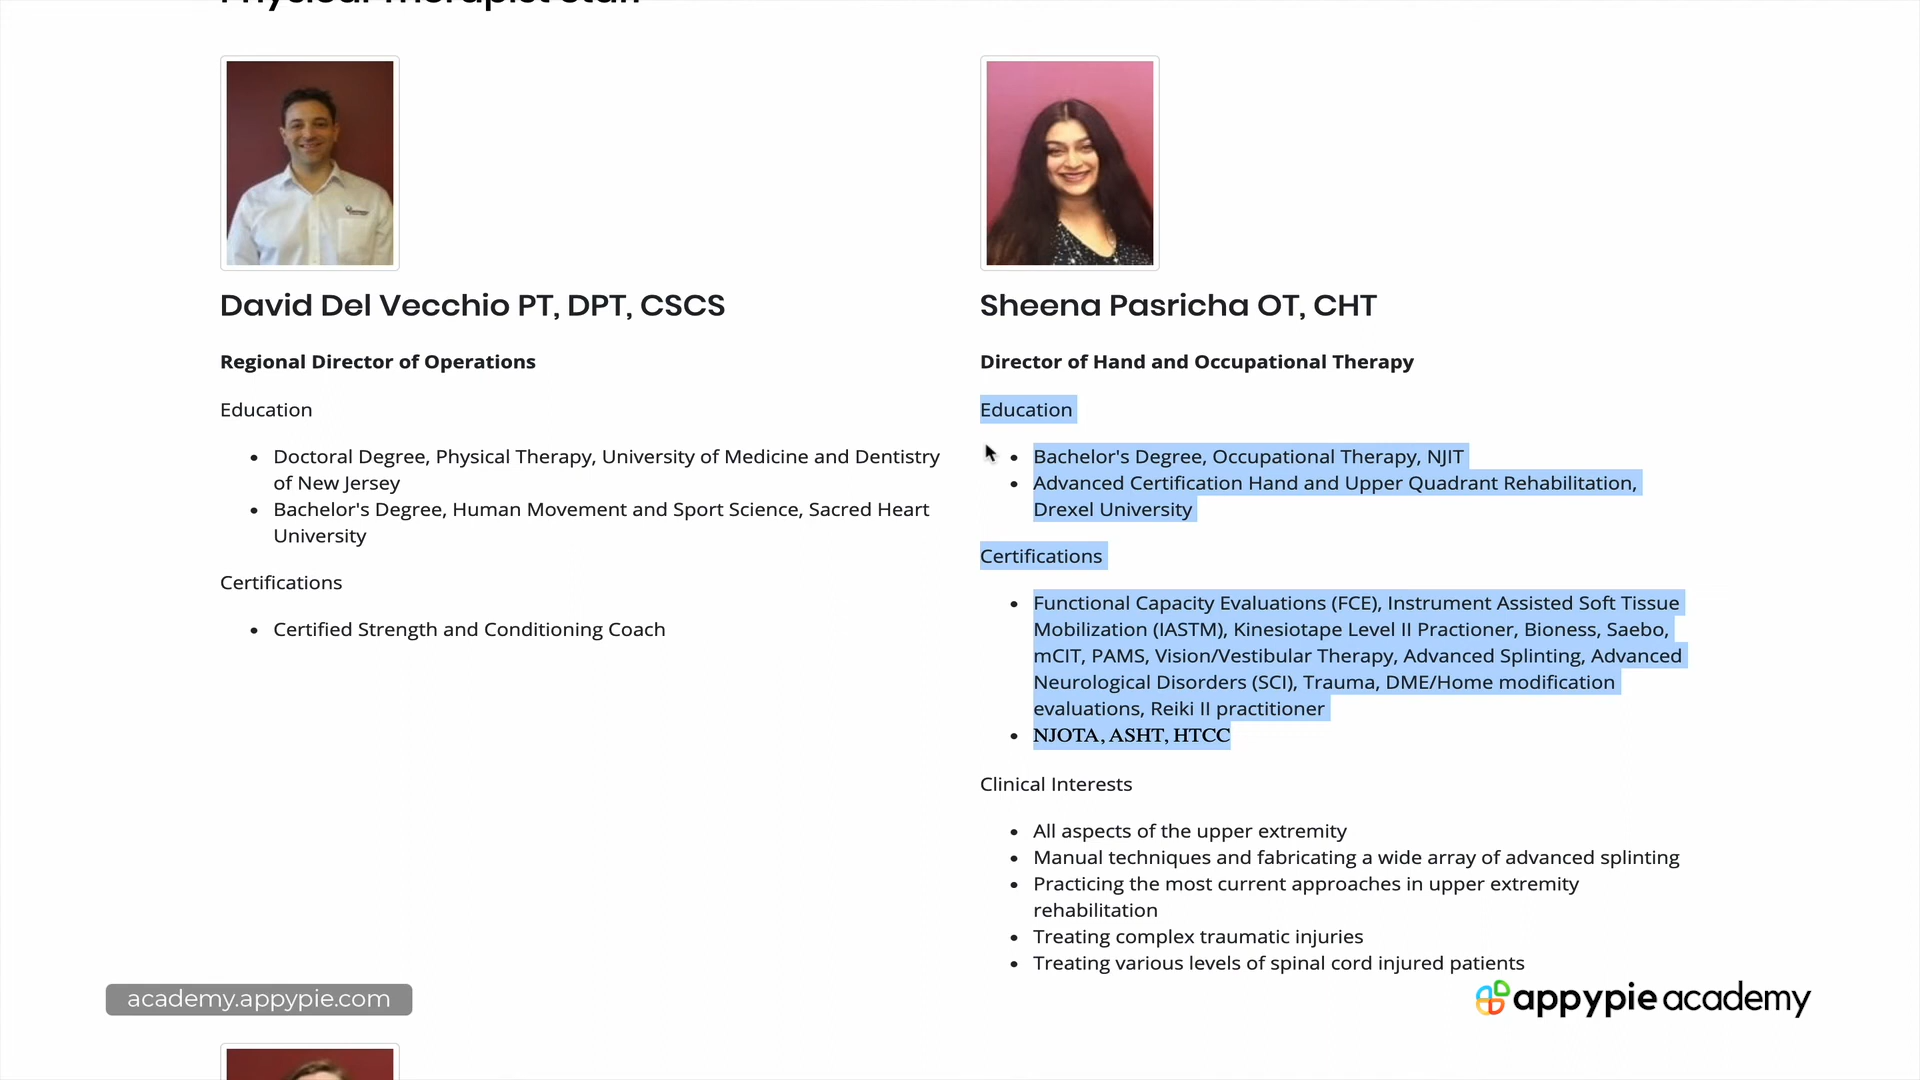 Physical Therapist Staff
David Del Vecchio PT, DPT, CSCS
Regional Director of Operations
Education
• Doctoral Degree, Physical Therapy, University of Medicine and Dentistry
of New Jersey
• Bachelor's Degree, Human Movement and Sport Science, Sacred Heart
University
Certifications
• Certified Strength and Conditioning Coach
Sheena Pasricha OT, CHT
Director of Hand and Occupational Therapy
Education
• Bachelor's Degree, Occupational Therapy, NJIT
• Advanced Certification Hand and Upper Quadrant Rehabilitation,
Drexel University
Certifications
• Functional Capacity Evaluations (FCE), Instrument Assisted Soft Tissue
Mobilization (IASTM), Kinesiotape Level II Practioner, Bioness, Saebo,
mCIT, PAMS, Vision/Vestibular Therapy, Advanced Splinting, Advanced
Neurological Disorders (SCI), Trauma, DME/Home modification
evaluations, Reiki II practitioner
• NJOTA, ASHT, HTCC
Clinical Interests
• All aspects of the upper extremity
• Manual techniques and fabricating a wide array of advanced splinting
• Practicing the most current approaches in upper extremity
rehabilitation
• Treating complex traumatic injuries
• Treating various levels of spinal cord injured patients
academy.appypie.com
appypie academy